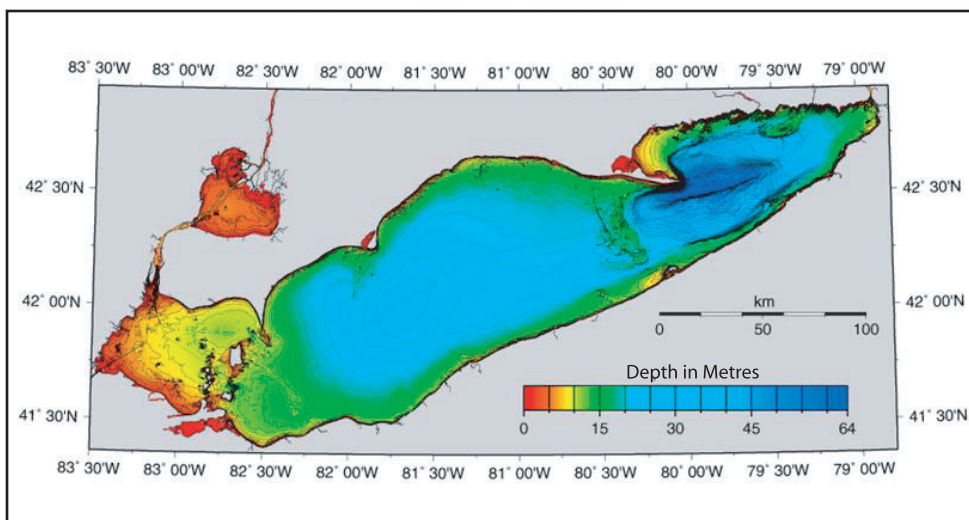 83˚ 30'W 83˚ 00'W 82˚ 30'W 82˚ 00'W 81˚ 30'W 81˚ 00'W 80˚ 30'W 80˚ 00'W 79˚ 30'W 79˚ 00'W
42˚ 30'N 42˚ 30'N
42˚ 00'N 42˚ 00'N
km
0 50 100
Depth in Metres
41˚ 30'N 41˚ 30'N
0 15 30 45 64
83˚ 30'W 83˚ 00'W 82˚ 30'W 82˚ 00'W 81˚ 30'W 81˚ 00'W 80˚ 30'W 80˚ 00'W 79˚ 30'W 79˚ 00'W